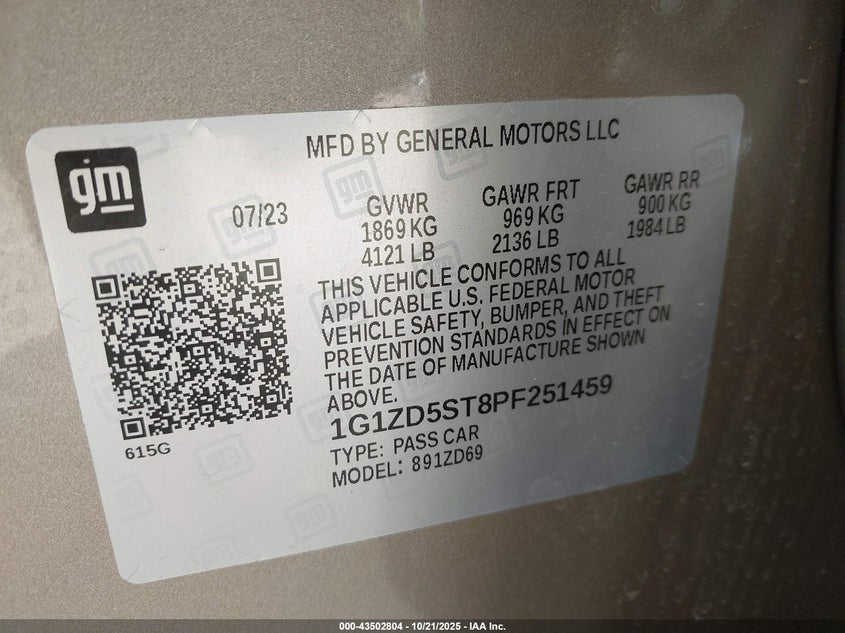 gm
MFD BY GENERAL MOTORS LLC
07/23
GVWR
1869 KG
4121 LB
GAWR FRT
969 KG
2136 LB
GAWR RR
900 KG
1984 LB
THIS VEHICLE CONFORMS TO ALL
APPLICABLE U.S. FEDERAL MOTOR
VEHICLE SAFETY, BUMPER, AND THEFT
PREVENTION STANDARDS IN EFFECT ON
THE DATE OF MANUFACTURE SHOWN
ABOVE.
1G1ZD5ST8PF251459
TYPE: PASS CAR
MODEL: 891ZD69
615G
000-43502804 - 10/21/2025 - IAA Inc.